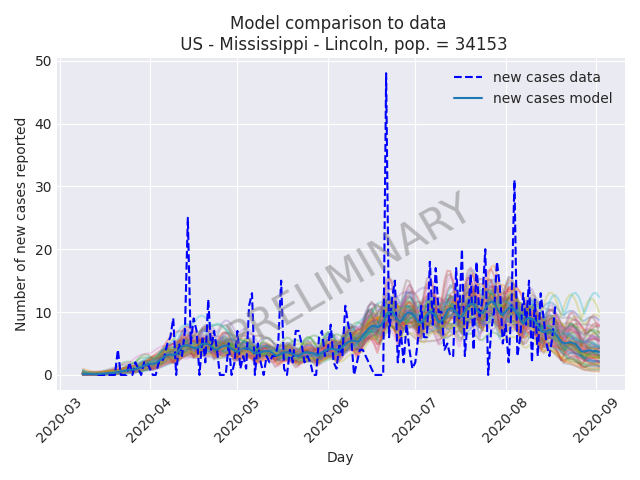 Model comparison to data
US - Mississippi - Lincoln, pop. = 34153
new cases data
new cases model
Number of new cases reported
50
40
30
20
10
0
PRELIMINARY
2020-03
2020-04
2020-05
2020-06
2020-07
2020-08
2020-09
Day